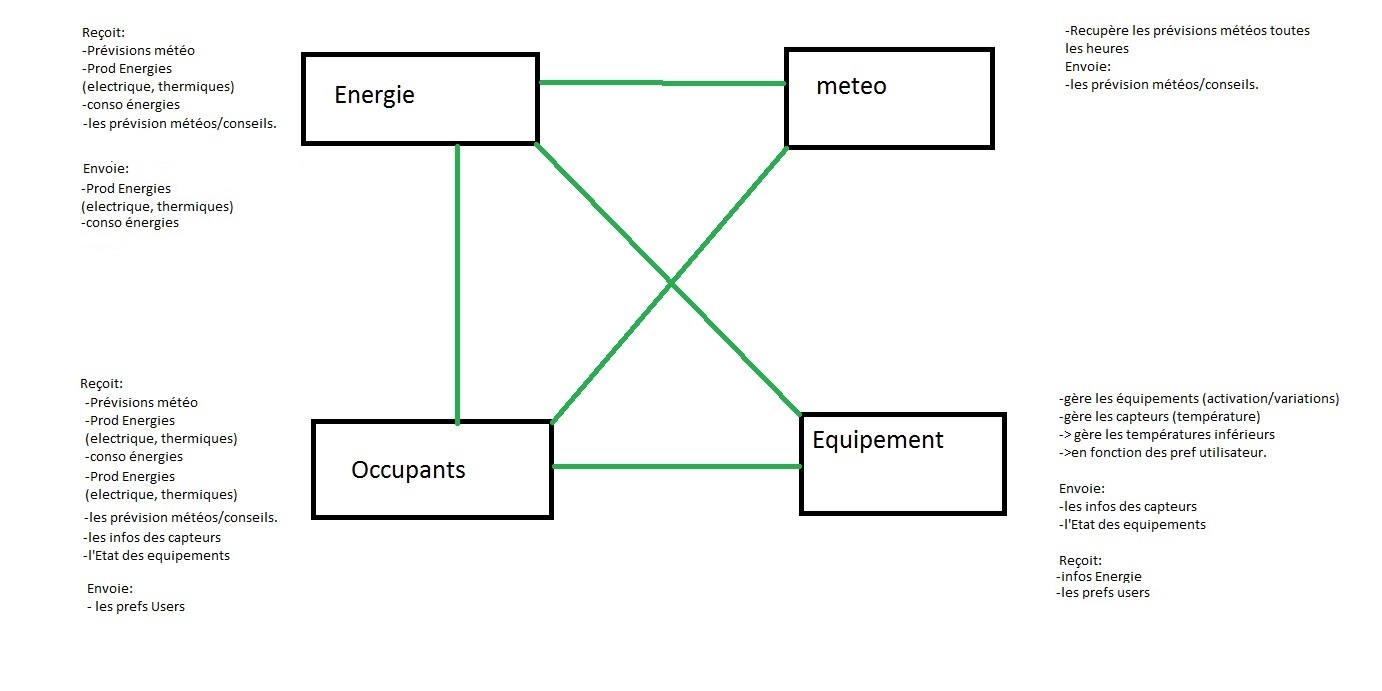 Reçoit:
-Prévisions météo
-Prod Energies
(electrique, thermiques)
-conso énergies
-les prévision météos/conseils.
Envoie:
-Prod Energies
(electrique, thermiques)
-conso énergies
Energie
meteo
-Recupère les prévisions météos toutes
les heures
Envoie:
-les prévision météos/conseils.
Reçoit:
-Prévisions météo
-Prod Energies
(electrique, thermiques)
-conso énergies
-Prod Energies
(electrique, thermiques)
-les prévision météos/conseils.
-les infos des capteurs
-l'Etat des equipements
Envoie:
- les prefs Users
Occupants
Equipement
-gère les équipements (activation/variations)
-gère les capteurs (température)
-> gère les températures inférieurs
->en fonction des pref utilisateur.
Envoie:
-les infos des capteurs
-l'Etat des equipements
Reçoit:
-infos Energie
-les prefs users